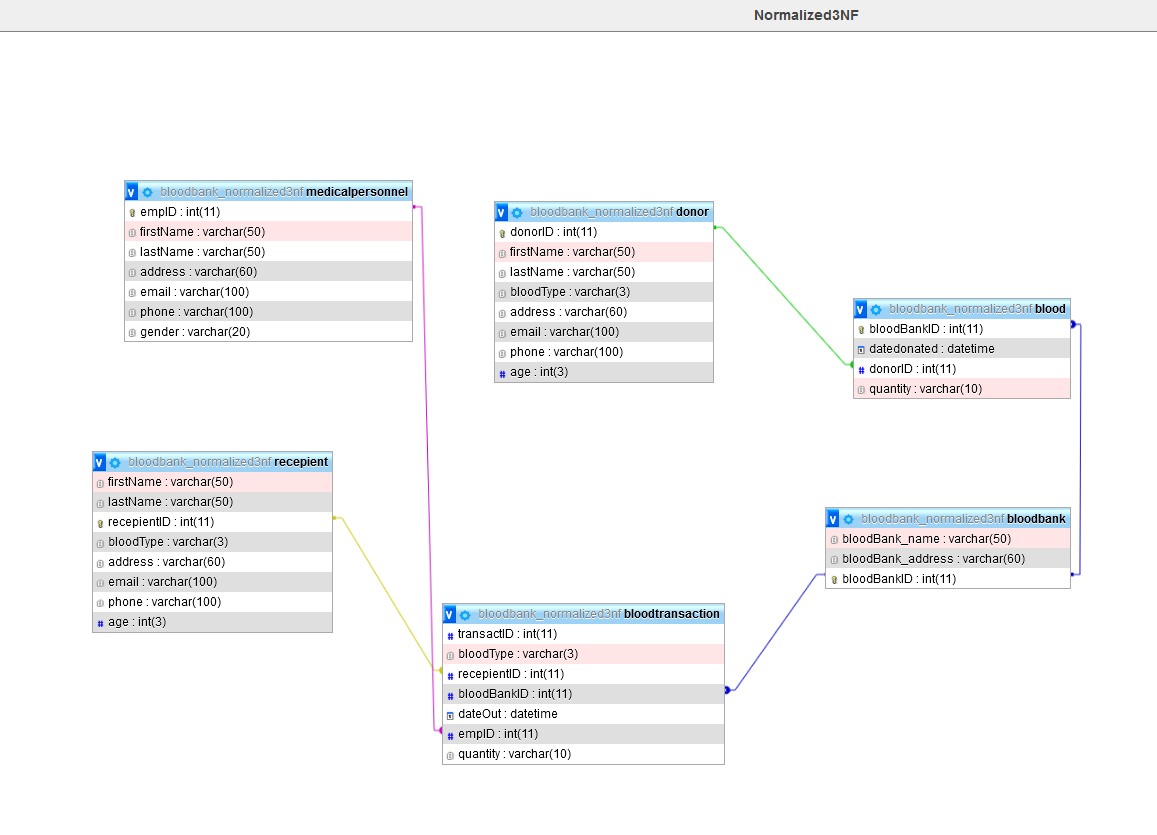 Normalized3NF
v bloodbank_normalized3nf medicalpersonnel
empID : int(11)
firstName : varchar(50)
lastName : varchar(50)
address : varchar(60)
email : varchar(100)
phone : varchar(100)
gender : varchar(20)
v bloodbank_normalized3nf donor
donorID : int(11)
firstName : varchar(50)
lastName : varchar(50)
bloodType : varchar(3)
address : varchar(60)
email : varchar(100)
phone : varchar(100)
# age : int(3)
v bloodbank_normalized3nf blood
bloodBankID : int(11)
datedonated : datetime
# donorID : int(11)
quantity : varchar(10)
v bloodbank_normalized3nf recepient
firstName : varchar(50)
lastName : varchar(50)
recepientID : int(11)
bloodType : varchar(3)
address : varchar(60)
email : varchar(100)
phone : varchar(100)
# age : int(3)
v bloodbank_normalized3nf bloodbank
bloodBank_name : varchar(50)
bloodBank_address : varchar(60)
bloodBankID : int(11)
v bloodbank_normalized3nf bloodtransaction
# transactID : int(11)
bloodType : varchar(3)
# recepientID : int(11)
# bloodBankID : int(11)
dateOut : datetime
# empID : int(11)
quantity : varchar(10)